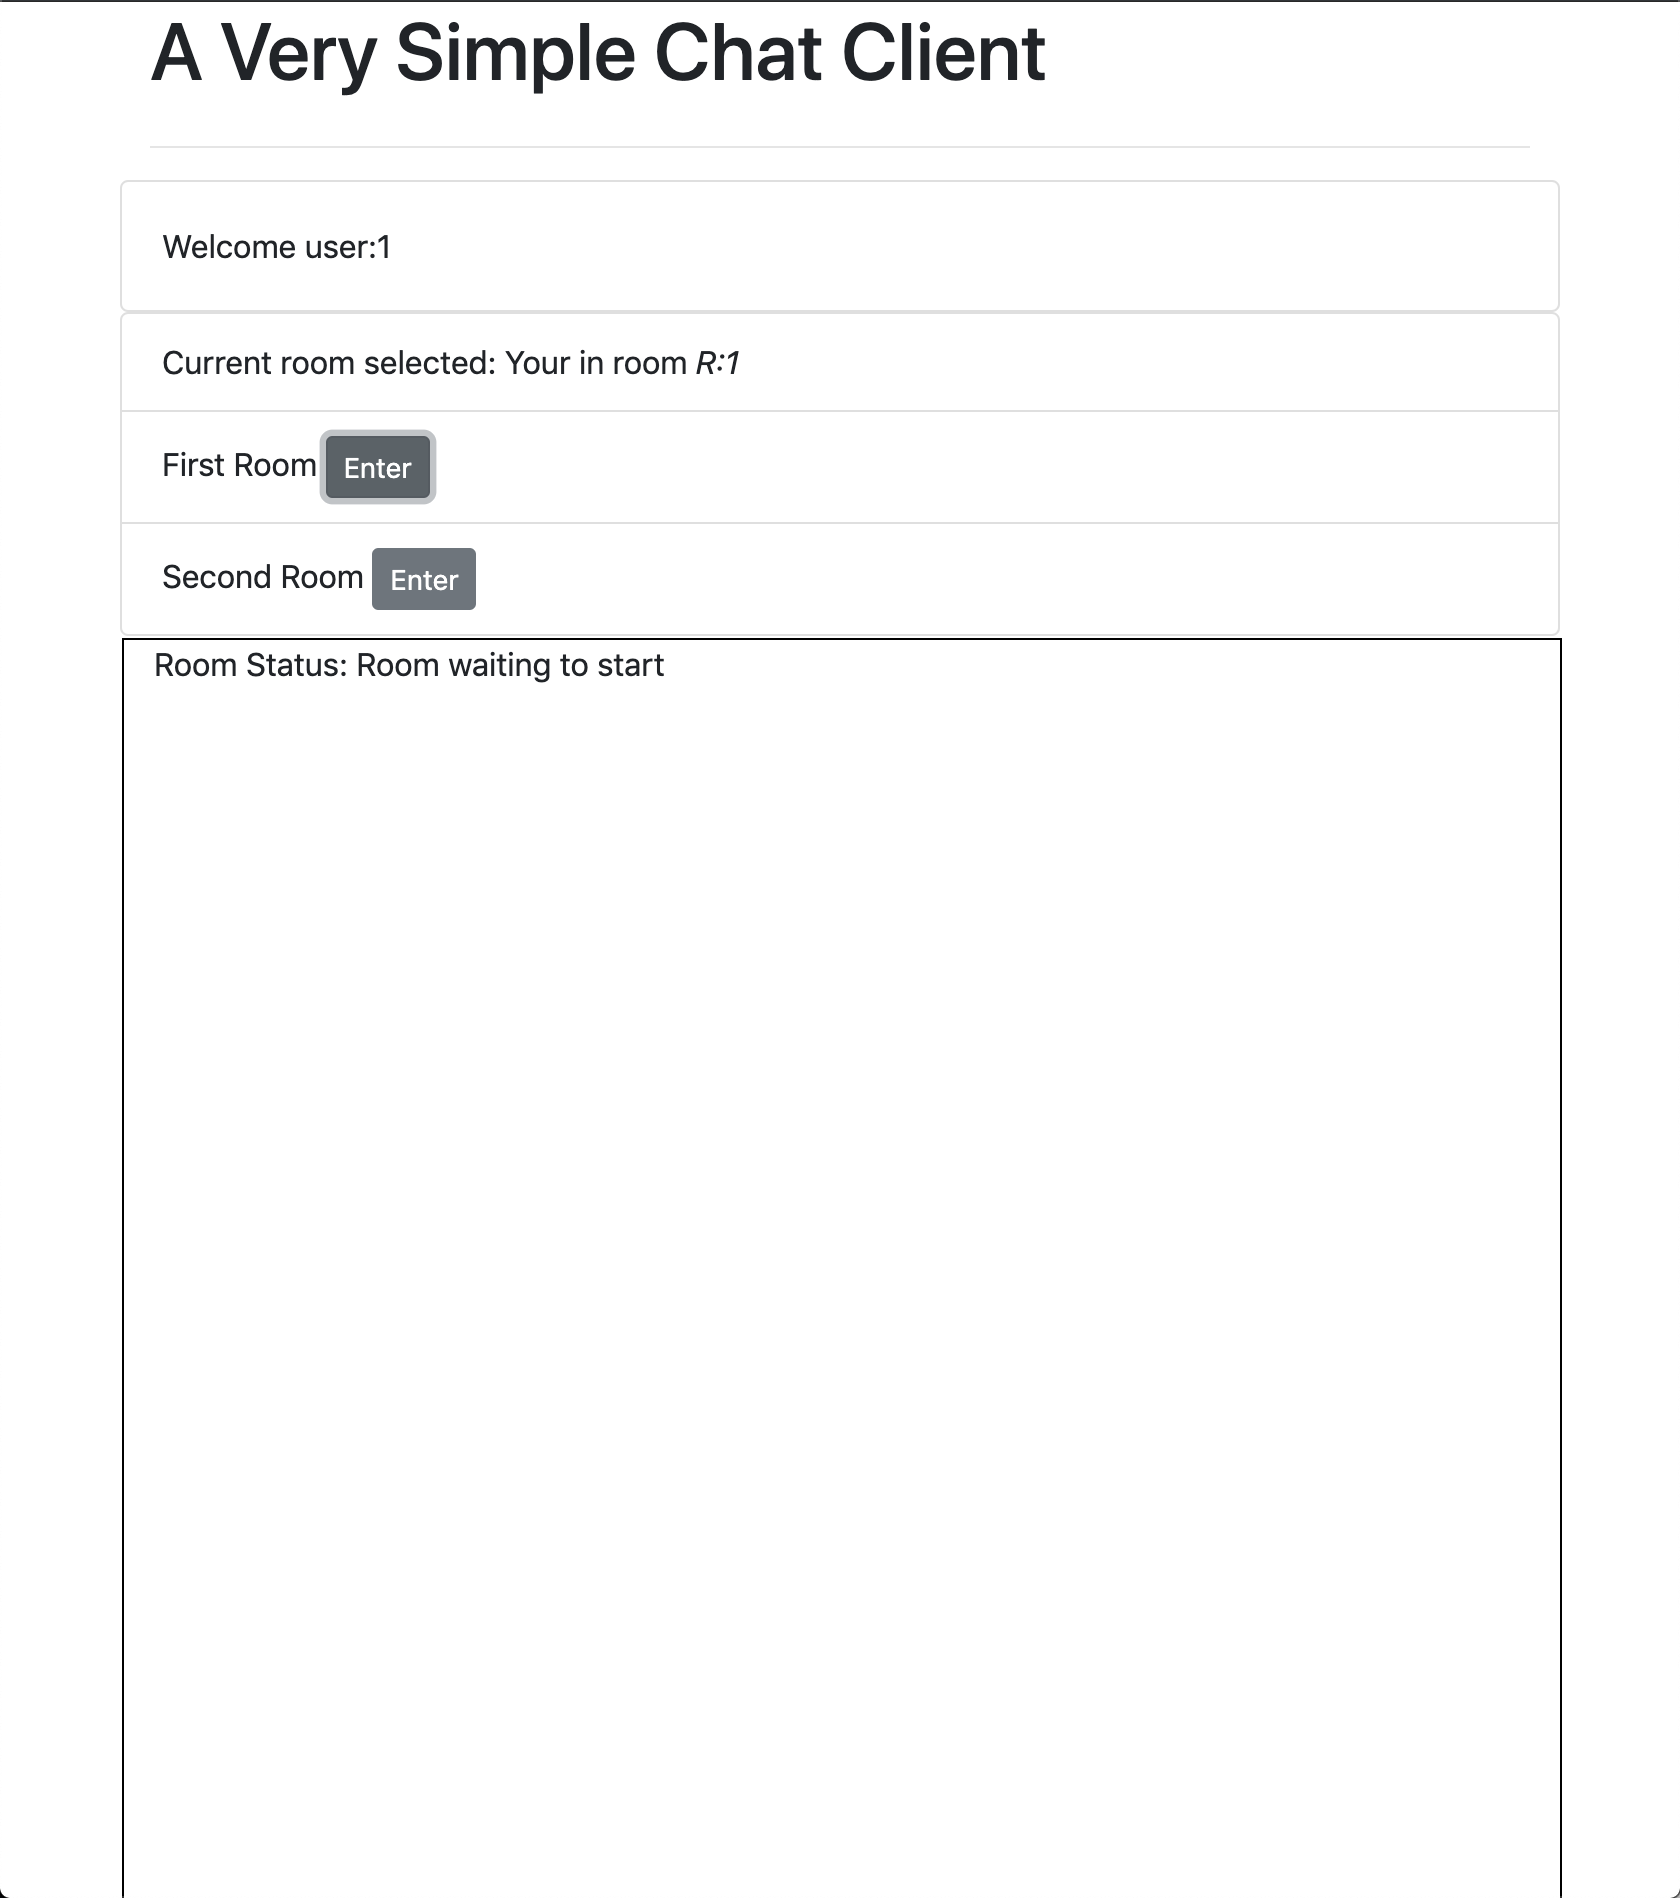 A Very Simple Chat Client
Welcome user:1
Current room selected: Your in room R:1
First Room Enter
Second Room Enter
Room Status: Room waiting to start